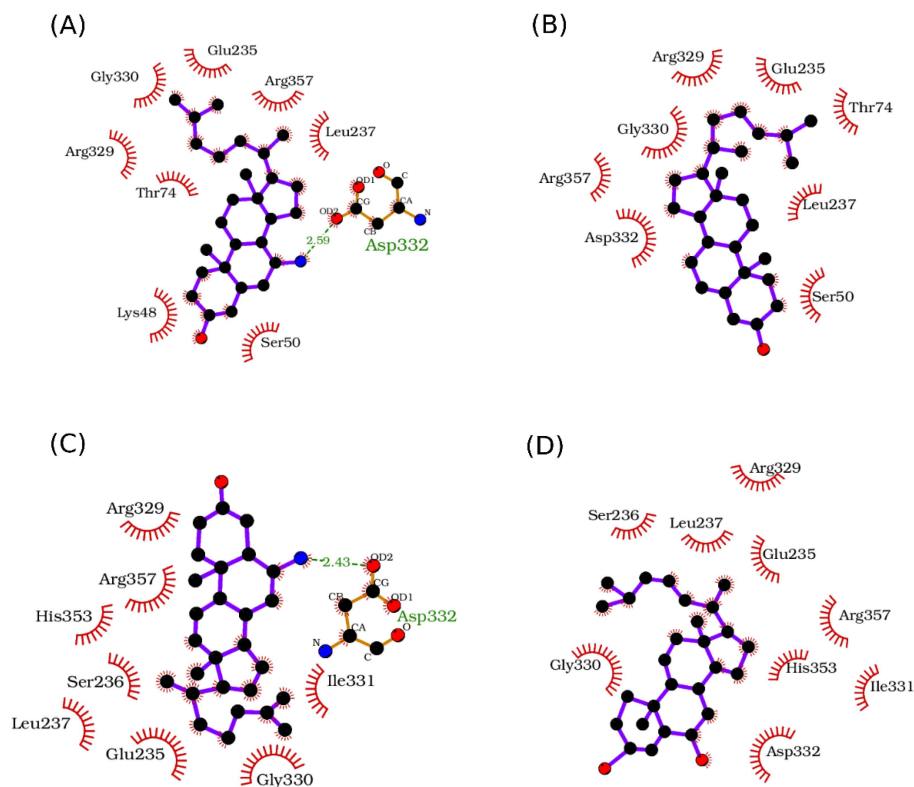 (A)
Glu235
Gly330
Arg357
Leu237
Arg329
Thr74
O
C
OD1
CG
CA
N
OD2
CB
Asp332
2.59
Lys48
Ser50
(B)
Arg329
Glu235
Thr74
Gly330
Arg357
Leu237
Asp332
Ser50
(C)
Arg329
2.43
OD2
CG
OD1
CB
Asp332
CA
O
N
C
Arg357
His353
Ser236
Ile331
Leu237
Glu235
Gly330
(D)
Arg329
Ser236
Leu237
Glu235
Arg357
Gly330
His353
Ile331
Asp332